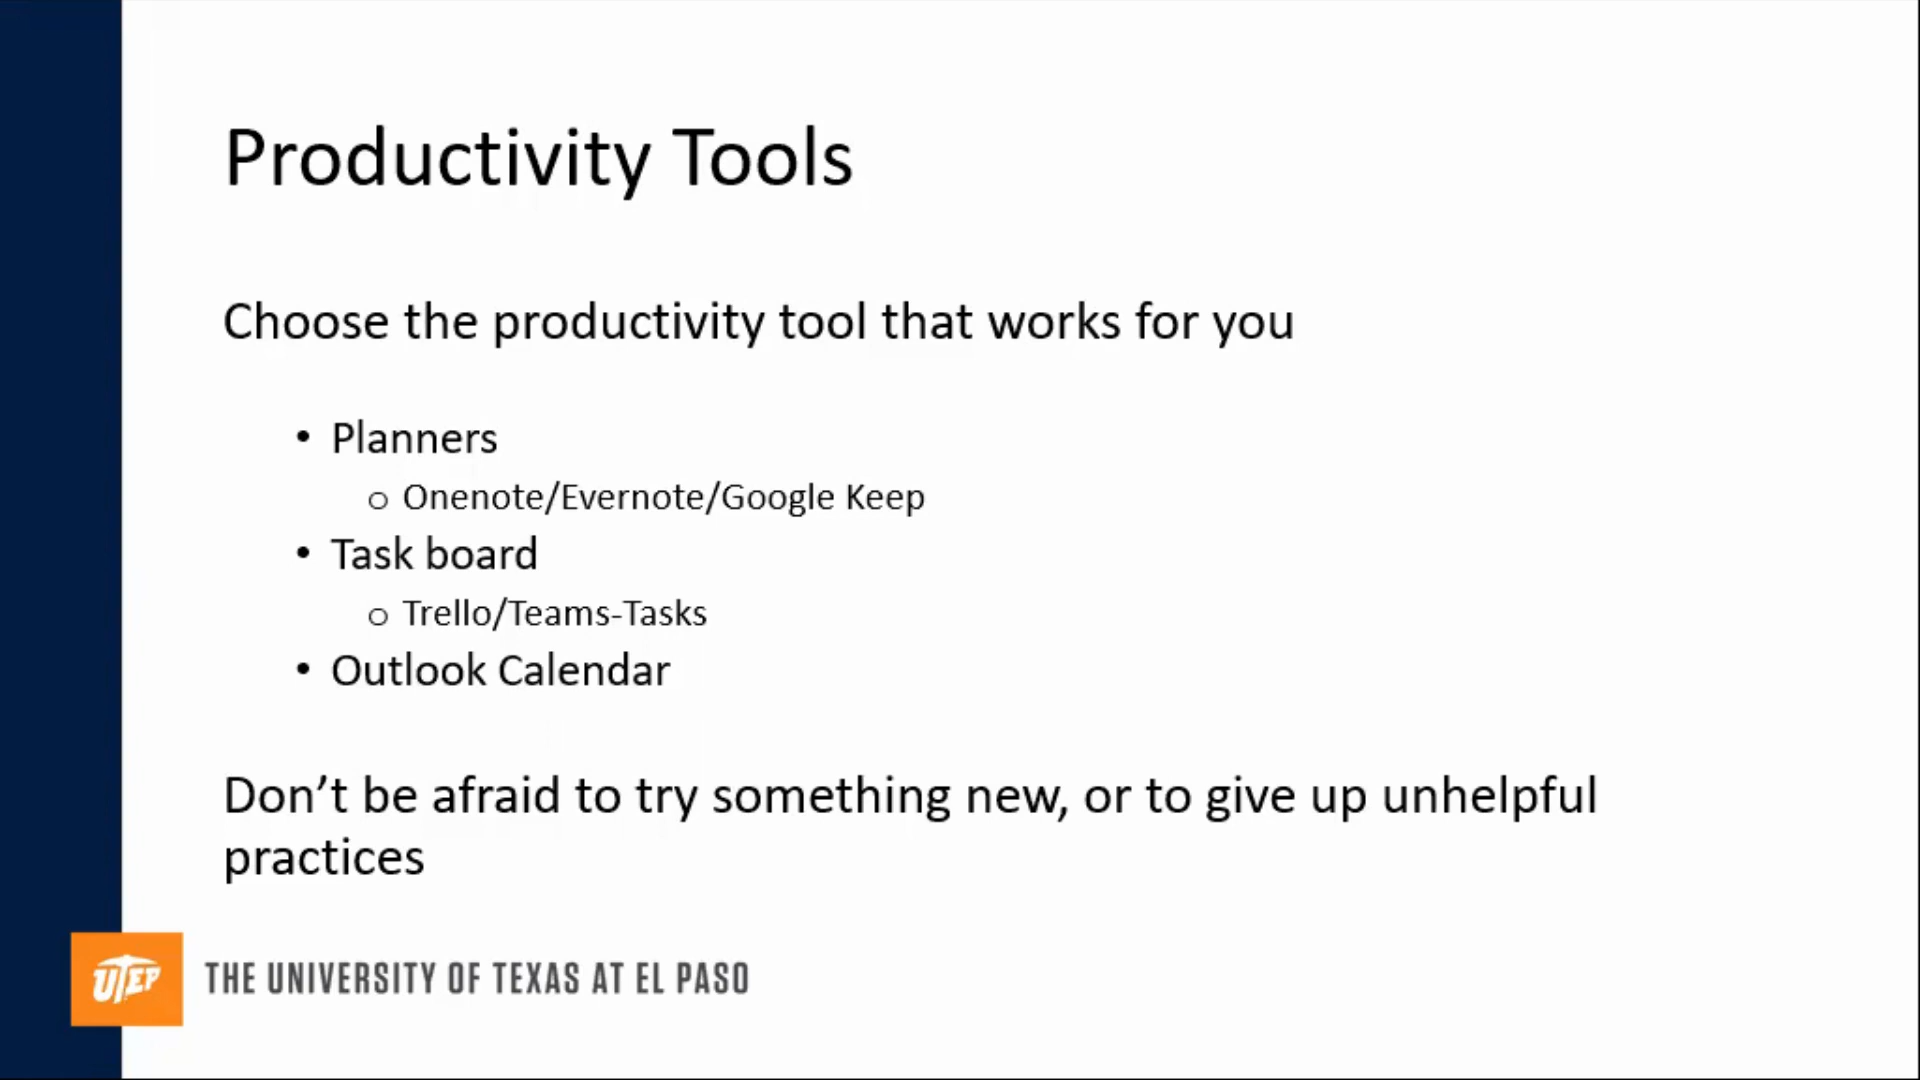 Productivity Tools
Choose the productivity tool that works for you
• Planners
o Onenote/Evernote/Google Keep
• Task board
o Trello/Teams-Tasks
• Outlook Calendar
Don’t be afraid to try something new, or to give up unhelpful
practices
UTEP THE UNIVERSITY OF TEXAS AT EL PASO